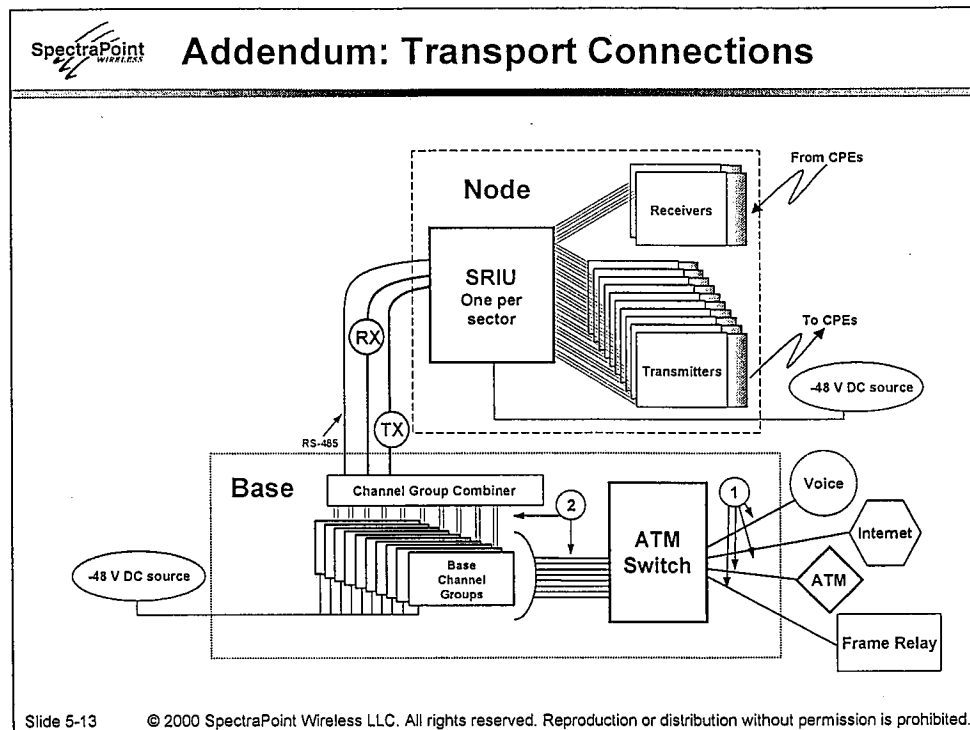 SpectraPoint
WIRELESS
Addendum: Transport Connections
From CPEs
Node
Receivers
SRIU
One per
sector
RX
To CPEs
Transmitters
-48 V DC source
TX
RS-485
Base
Channel Group Combiner
1
Voice
2
ATM
Switch
Internet
Base
Channel
Groups
-48 V DC source
ATM
Frame Relay
Slide 5-13
© 2000 SpectraPoint Wireless LLC. All rights reserved. Reproduction or distribution without permission is prohibited.